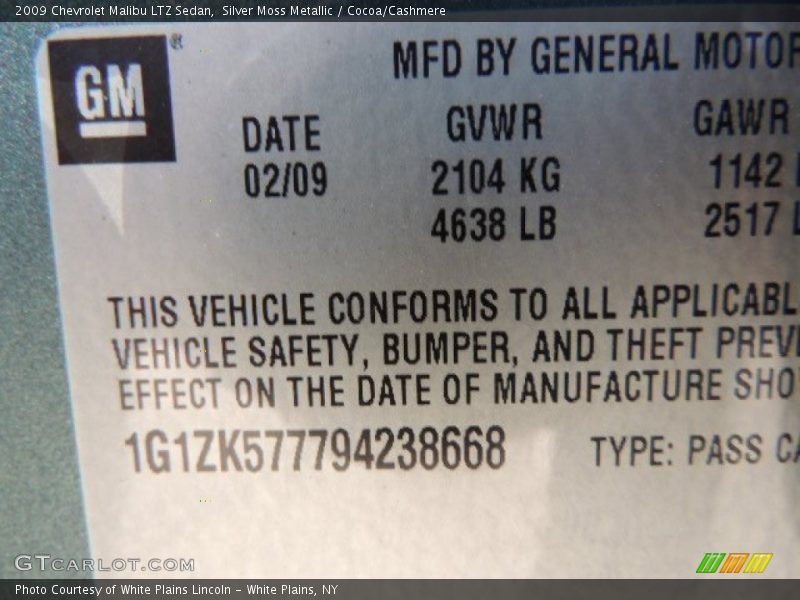 2009 Chevrolet Malibu LTZ Sedan,  Silver Moss Metallic / Cocoa/Cashmere
GM ®
MFD BY GENERAL MOTOR
DATE GVWR GAWR
02/09 2104 KG 1142
4638 LB 2517 L
THIS VEHICLE CONFORMS TO ALL APPLICABL
VEHICLE SAFETY, BUMPER, AND THEFT PREV
EFFECT ON THE DATE OF MANUFACTURE SHO
1G1ZK577794238668 TYPE: PASS CA
GTCARLOT.COM
Photo Courtesy of White Plains Lincoln - White Plains, NY